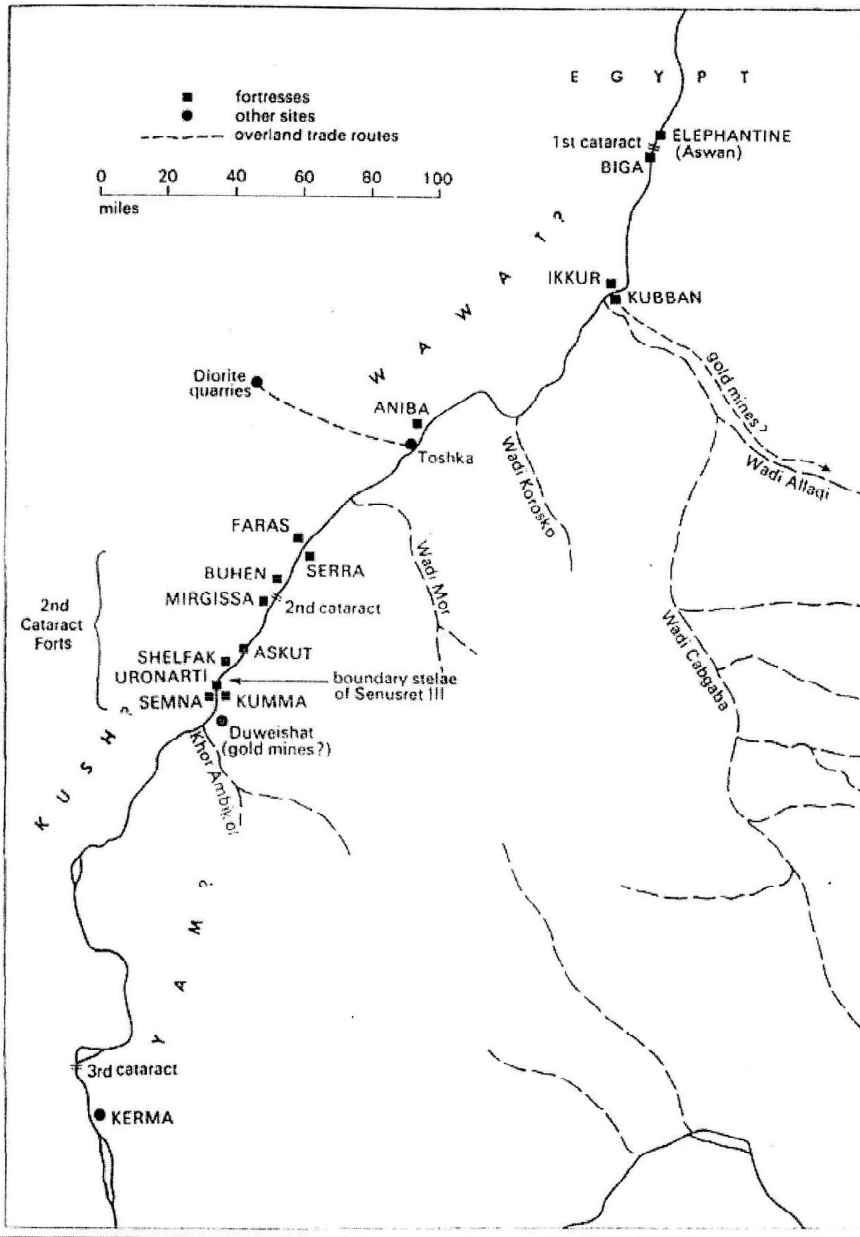 E G Y P T
fortresses
other sites
overland trade routes
0 20 40 60 80 100
miles
1st cataract
ELEPHANTINE
(Aswan)
BIGA
W A W A T ?
IKKUR
KUBBAN
gold mines?
Wadi Allaqi
Diorite
quarries
ANIBA
Toshka
Wadi Korosko
FARAS
SERRA
Wadi Mor
BUHEN
MIRGISSA
2nd cataract
2nd
Cataract
Forts
Wadi Cabgaba
SHELFAK
ASKUT
URONARTI
boundary stelae
of Senusret III
SEMNA
KUMMA
Duweishat
(gold mines?)
Khor Ambikol
K U S H ?
Y A M ?
3rd cataract
KERMA